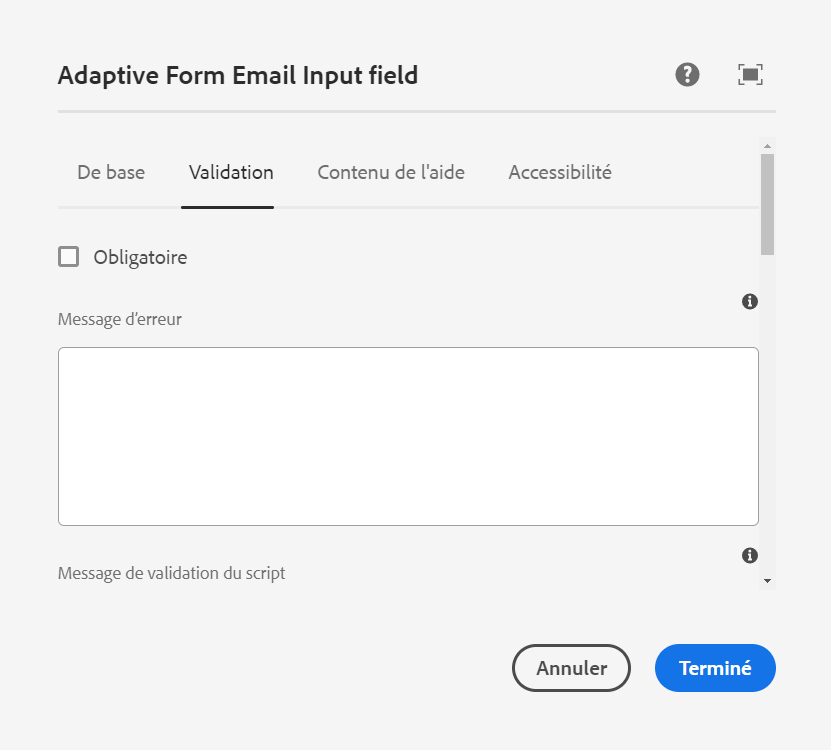 Adaptive Form Email Input field
De base Validation Contenu de l'aide Accessibilité
Obligatoire
Message d’erreur
Message de validation du script
Annuler Terminé